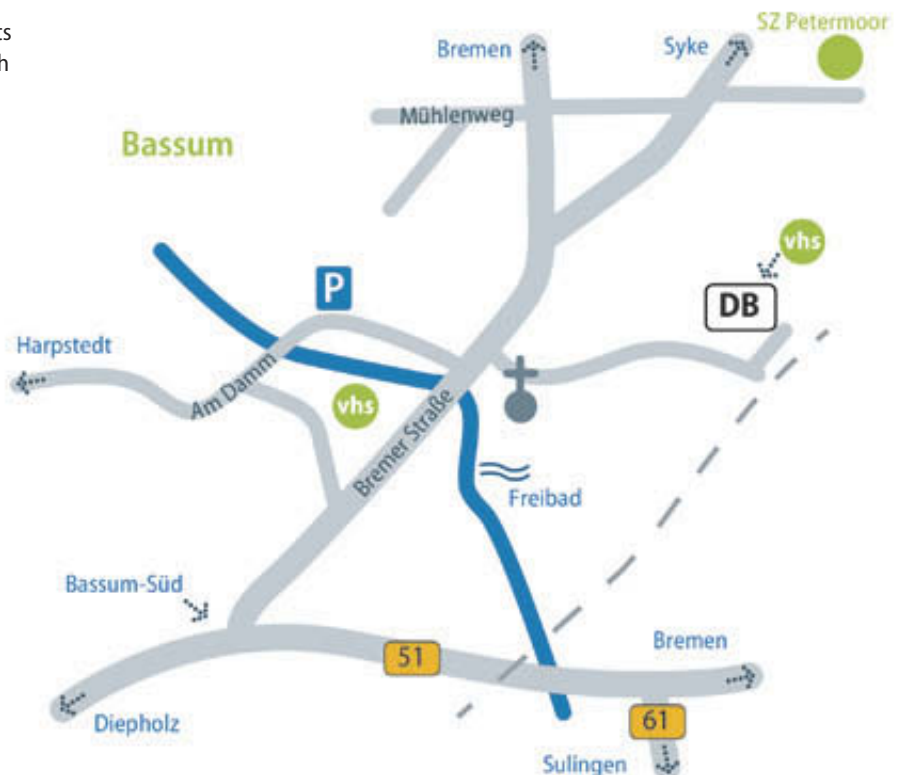 ts
h
SZ Petermoor
Bremen
Syke
Mühlenweg
Bassum
vhs
P
DB
Harpstedt
Am Damm
vhs
Bremer Straße
Freibad
Bassum-Süd
51
Bremen
Diepholz
61
Sulingen